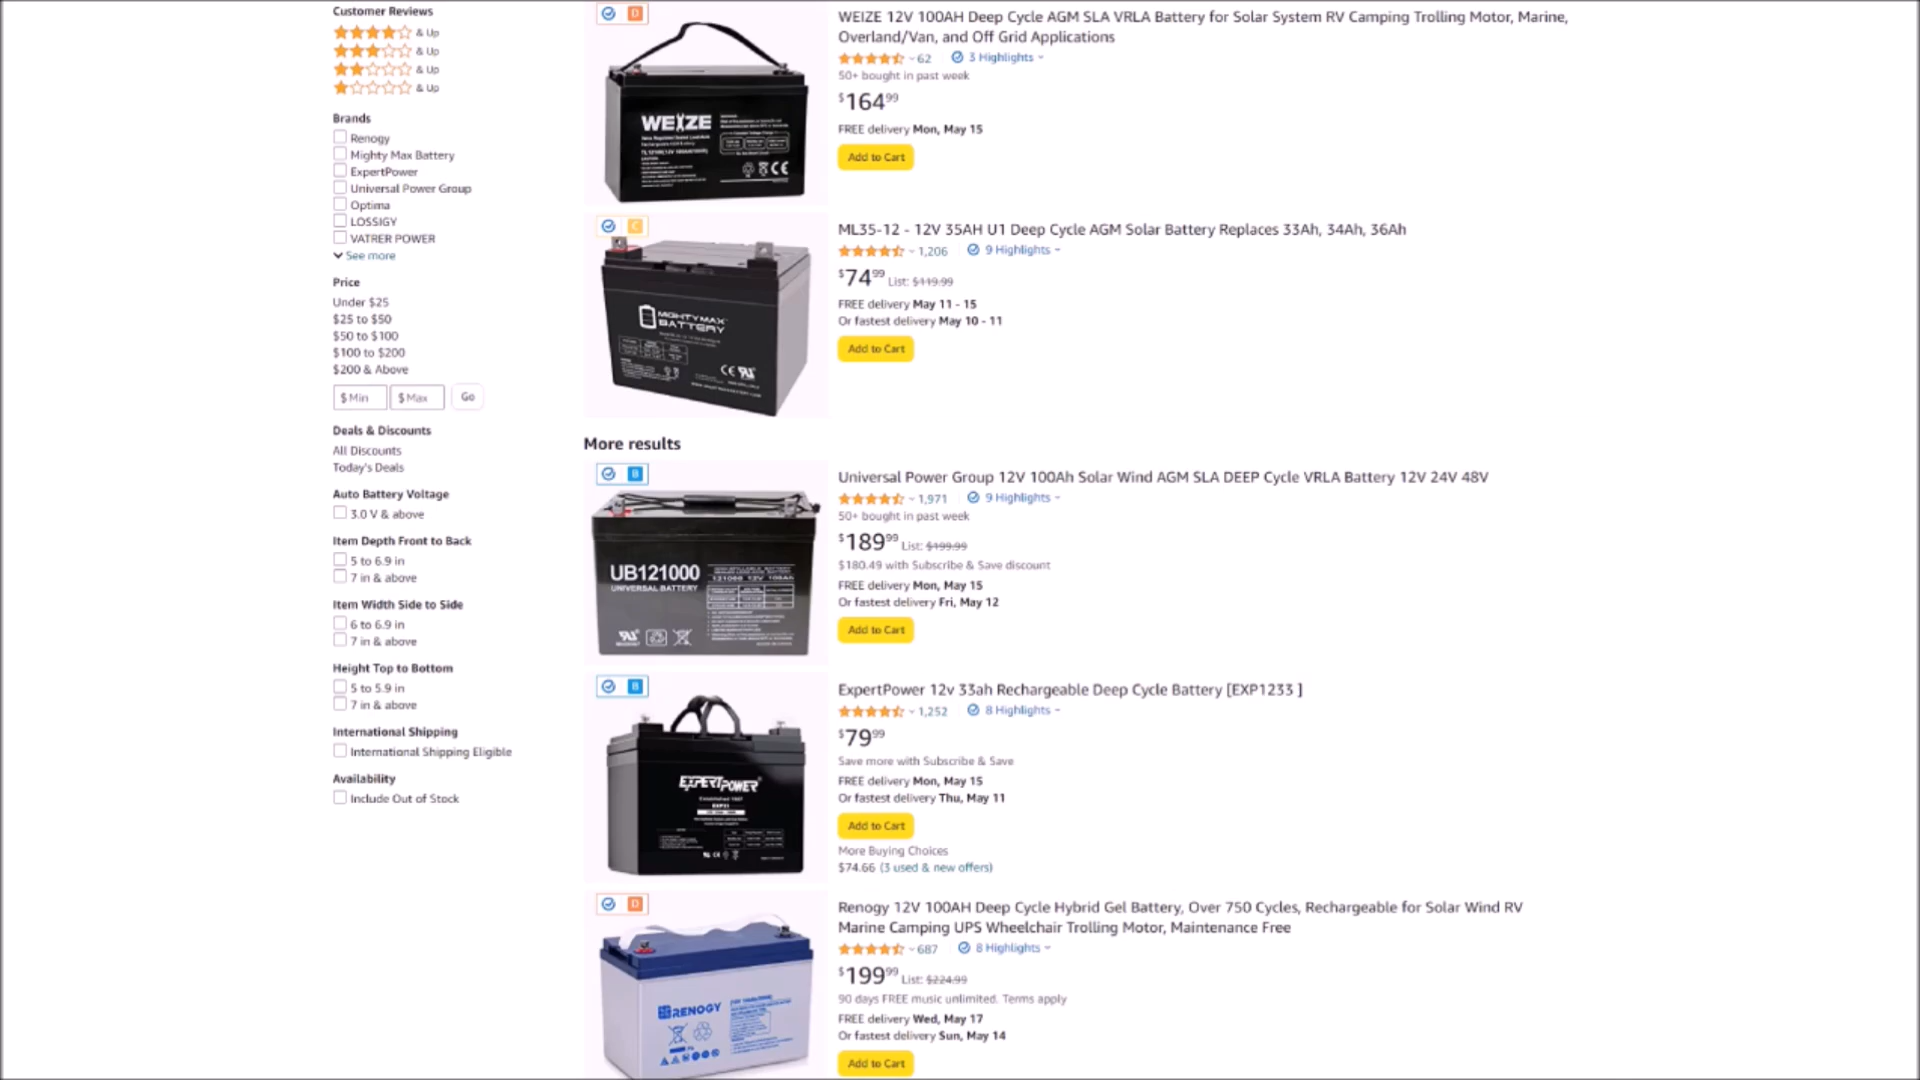 Customer Reviews
& Up
& Up
& Up
& Up
Brands
Renogy
Mighty Max Battery
ExpertPower
Universal Power Group
Optima
LOSSIGY
VATRER POWER
See more
Price
Under $25
$25 to $50
$50 to $100
$100 to $200
$200 & Above
$ Min $ Max Go
Deals & Discounts
All Discounts
Today's Deals
Auto Battery Voltage
3.0 V & above
Item Depth Front to Back
5 to 6.9 in
7 in & above
Item Width Side to Side
6 to 6.9 in
7 in & above
Height Top to Bottom
5 to 5.9 in
7 in & above
International Shipping
International Shipping Eligible
Availability
Include Out of Stock
D
WEIZE
WEIZE 12V 100AH Deep Cycle AGM SLA VRLA Battery for Solar System RV Camping Trolling Motor, Marine,
Overland/Van, and Off Grid Applications
62 3 Highlights
50+ bought in past week
$164.99
FREE delivery Mon, May 15
Add to Cart
C
MIGHTYMAX
BATTERY
ML35-12 - 12V 35AH U1 Deep Cycle AGM Solar Battery Replaces 33Ah, 34Ah, 36Ah
1,206 9 Highlights
$74.99 List: $119.99
FREE delivery May 11 - 15
Or fastest delivery May 10 - 11
Add to Cart
More results
B
UB121000
UNIVERSAL BATTERY
121000 12V 100Ah
Universal Power Group 12V 100Ah Solar Wind AGM SLA DEEP Cycle VRLA Battery 12V 24V 48V
1,971 9 Highlights
50+ bought in past week
$189.99 List: $199.99
$180.49 with Subscribe & Save discount
FREE delivery Mon, May 15
Or fastest delivery Fri, May 12
Add to Cart
B
EXPERTPOWER
ExpertPower 12v 33ah Rechargeable Deep Cycle Battery [EXP1233 ]
1,252 8 Highlights
$79.99
Save more with Subscribe & Save
FREE delivery Mon, May 15
Or fastest delivery Thu, May 11
Add to Cart
More Buying Choices
$74.66 (3 used & new offers)
D
RENOGY
Renogy 12V 100AH Deep Cycle Hybrid Gel Battery, Over 750 Cycles, Rechargeable for Solar Wind RV
Marine Camping UPS Wheelchair Trolling Motor, Maintenance Free
687 8 Highlights
$199.99 List: $224.99
90 days FREE music unlimited. Terms apply
FREE delivery Wed, May 17
Or fastest delivery Sun, May 14
Add to Cart